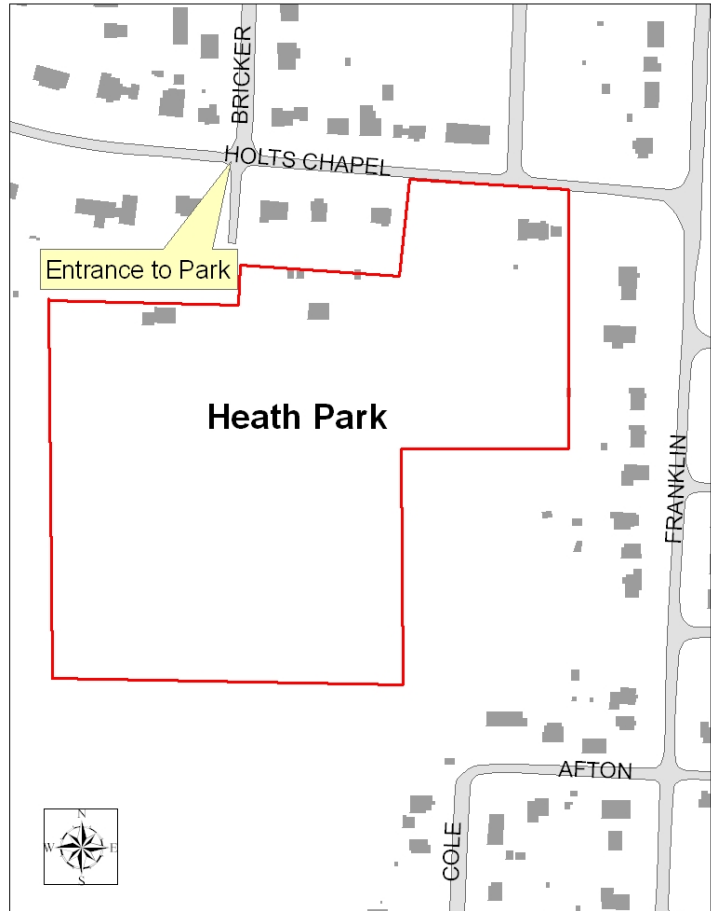 BRICKER
HOLTS CHAPEL
Entrance to Park
Heath Park
FRANKLIN
AFTON
COLE
N
W E
S